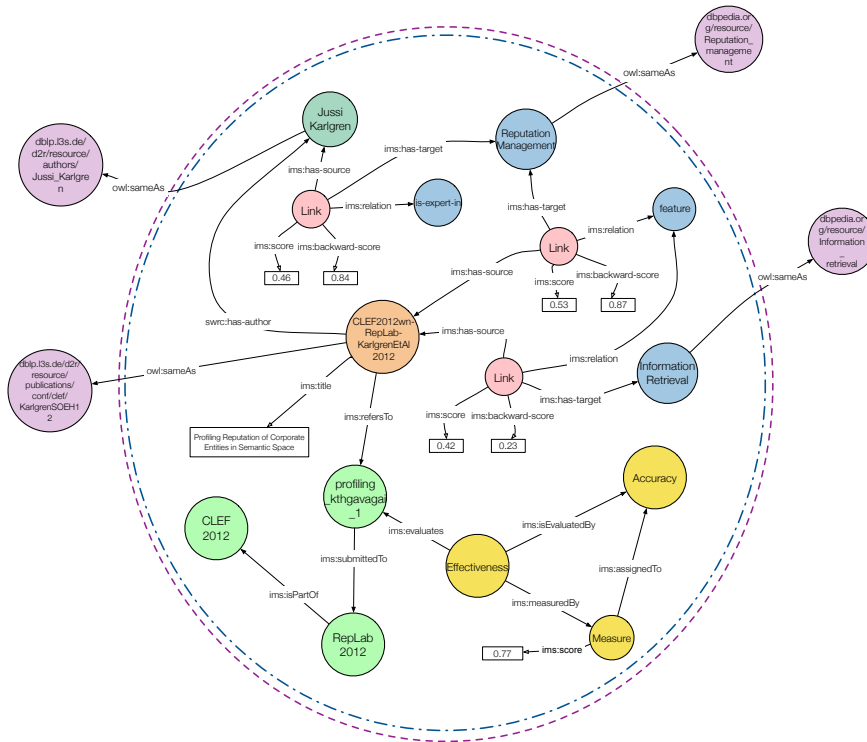 dbpedia.or
g/resource/
Reputation_
manageme
nt
owl:sameAs
Jussi
Karlgren
dblp.l3s.de/
d2r/resource
authors/
Jussi_Karlgre
n
owl:sameAs
ims:has-source
ims:has-target
Reputation
Management
Link
ims:relation
is-expert-in
ims:has-target
feature
ims:relation
dbpedia.or
g/resource/
Information
_
retrieval
owl:sameAs
ims:score
ims:backward-score
0.46
0.84
Link
ims:has-source
ims:score
ims:backward-score
0.53
0.87
swrc:has-author
CLEF2012wn-
RepLab-
KarlgrenEtAl
2012
ims:has-source
ims:relation
Information
Retrieval
dblp.l3s.de/d2r/
resource/
publications/
conf/clef/
KarlgrenSOEH1
2
owl:sameAs
ims:title
Link
ims:has-target
ims:refersTo
ims:score
ims:backward-score
0.42
0.23
Profiling Reputation of Corporate
Entities in Semantic Space
profiling
_kthgavagai
_1
Accuracy
CLEF
2012
ims:evaluates
ims:isEvaluatedBy
ims:submittedTo
Effectiveness
ims:assignedTo
ims:isPartOf
ims:measuredBy
RepLab
2012
Measure
0.77
ims:score